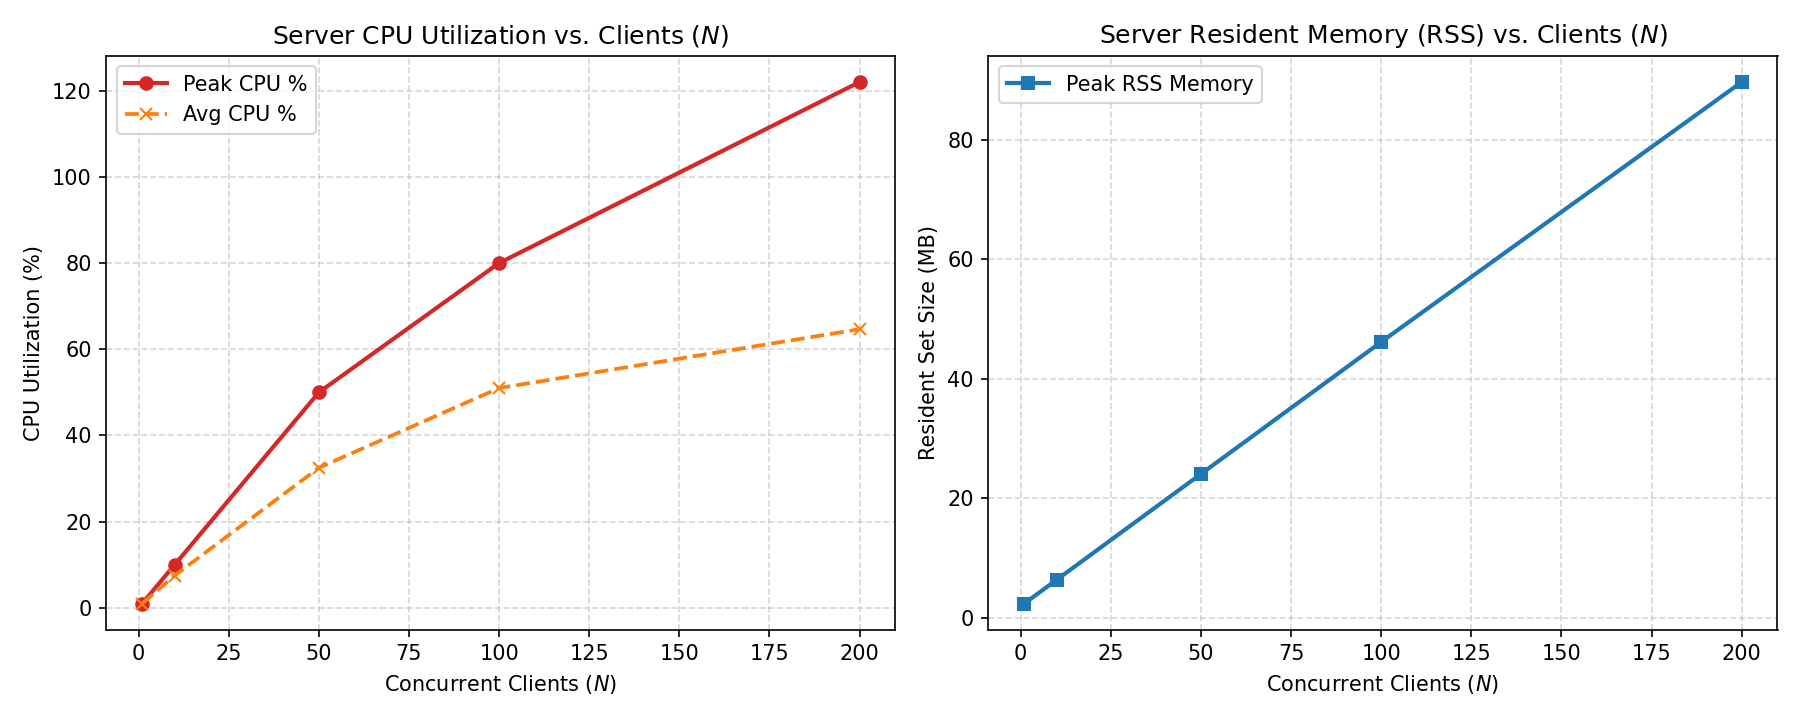 Server CPU Utilization vs. Clients (N)
Peak CPU %
Avg CPU %
CPU Utilization (%)
120
100
80
60
40
20
0
0 25 50 75 100 125 150 175 200
Concurrent Clients (N)
Server Resident Memory (RSS) vs. Clients (N)
Peak RSS Memory
Resident Set Size (MB)
80
60
40
20
0
0 25 50 75 100 125 150 175 200
Concurrent Clients (N)